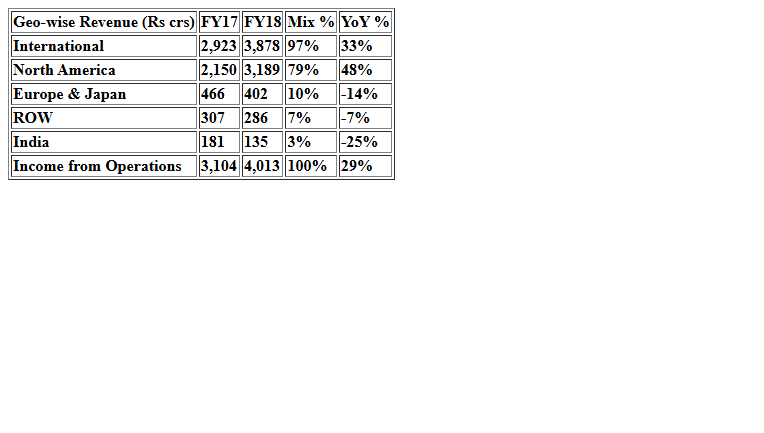 Geo-wise Revenue (Rs crs) FY17 FY18 Mix % YoY %
International 2,923 3,878 97% 33%
North America 2,150 3,189 79% 48%
Europe & Japan 466 402 10% -14%
ROW 307 286 7% -7%
India 181 135 3% -25%
Income from Operations 3,104 4,013 100% 29%